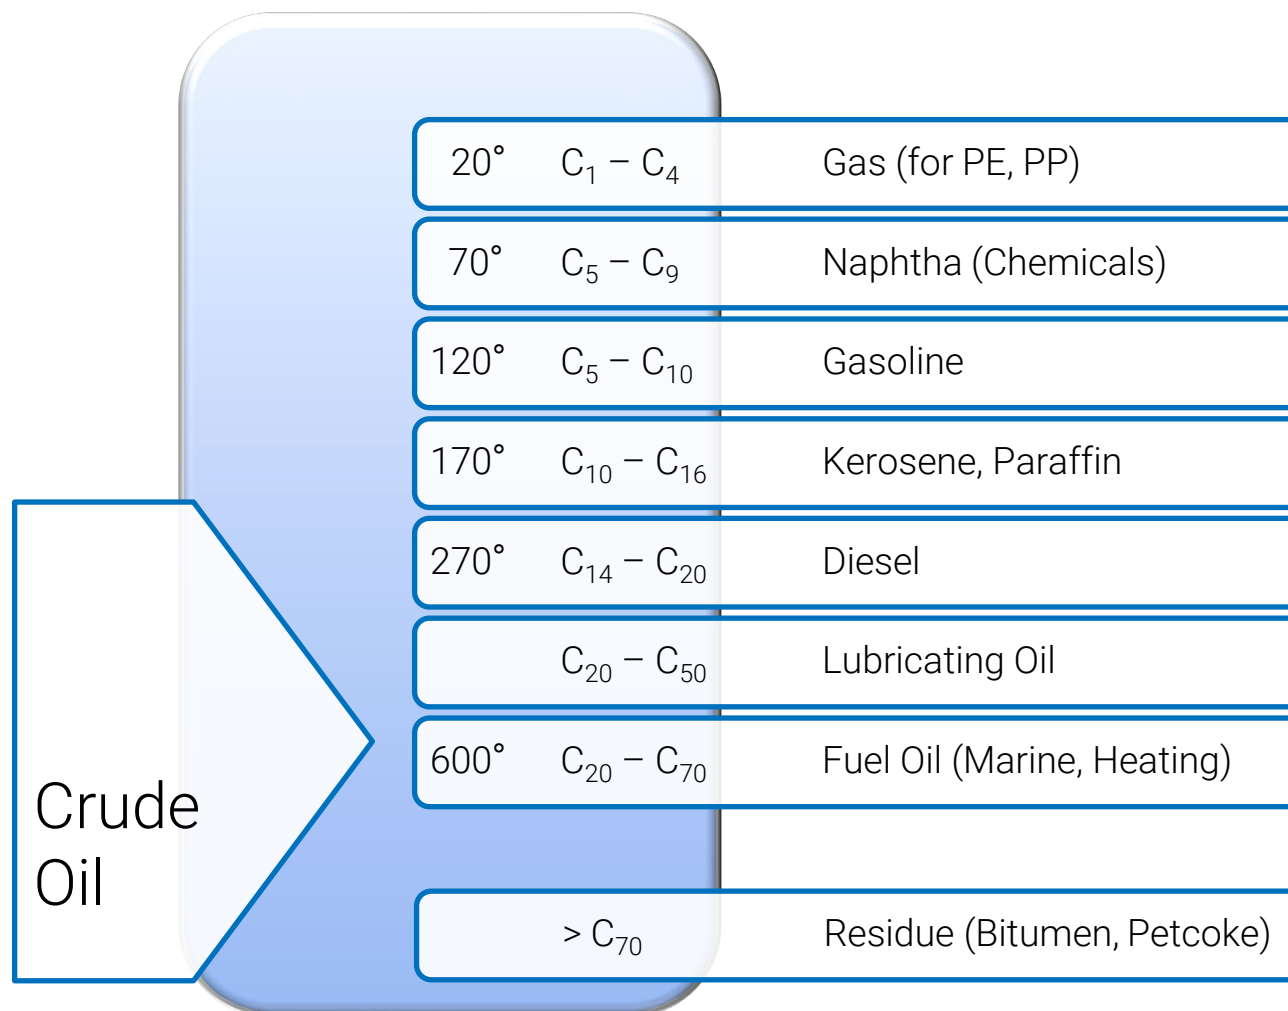 20° C₁ – C₄ Gas (for PE, PP)
70° C₅ – C₉ Naphtha (Chemicals)
120° C₅ – C₁₀ Gasoline
170° C₁₀ – C₁₆ Kerosene, Paraffin
270° C₁₄ – C₂₀ Diesel
C₂₀ – C₅₀ Lubricating Oil
600° C₂₀ – C₇₀ Fuel Oil (Marine, Heating)
Crude
Oil
> C₇₀ Residue (Bitumen, Petcoke)